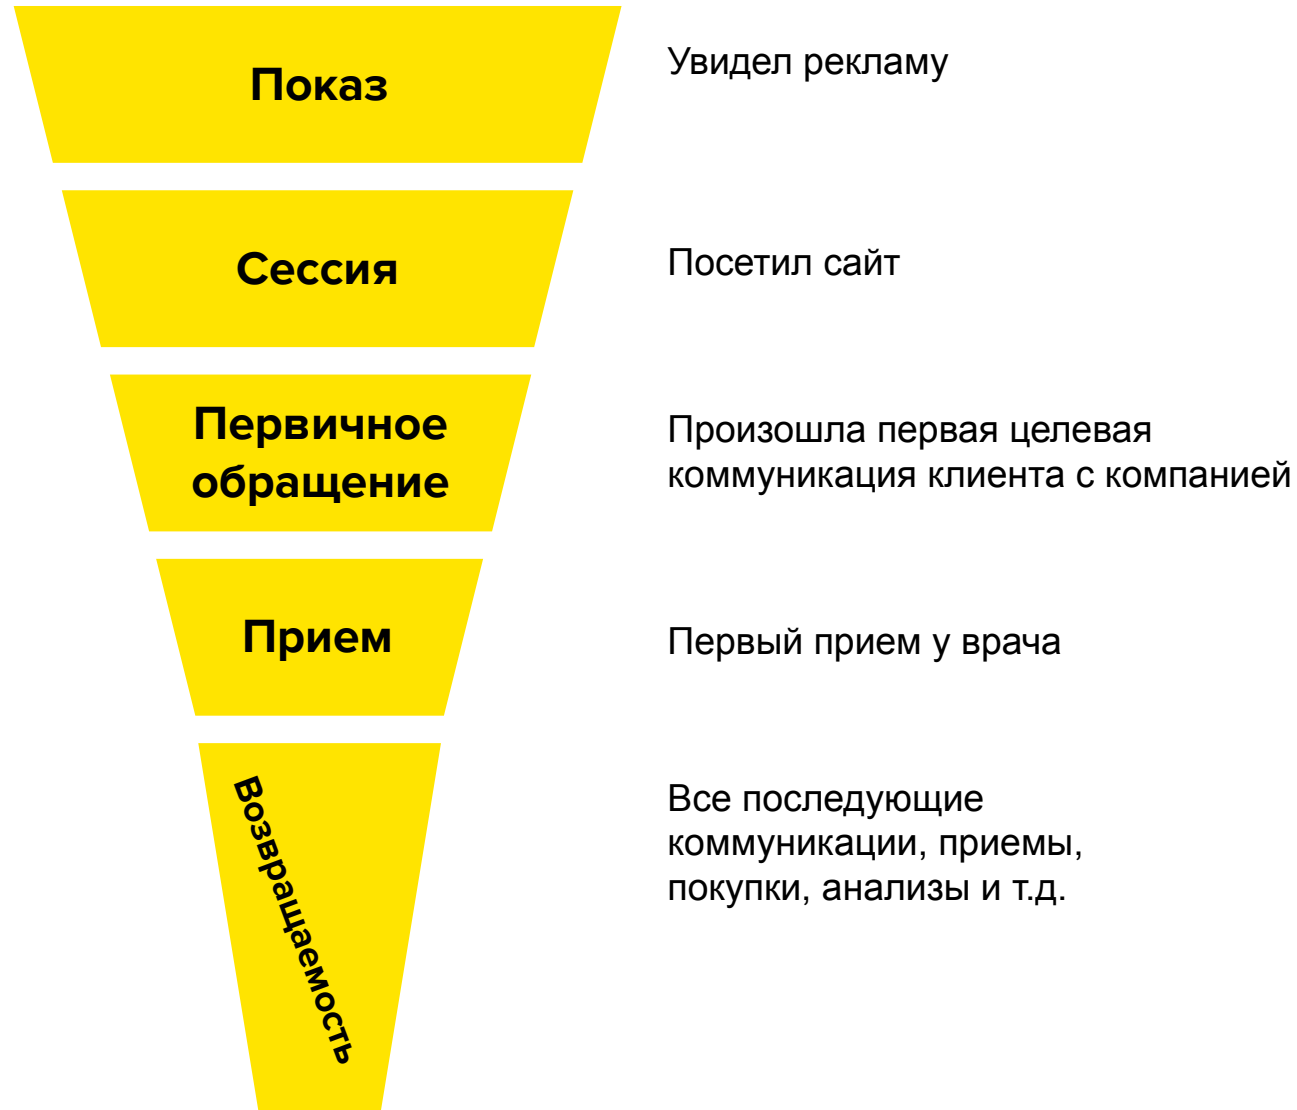 Показ
Увидел рекламу
Сессия
Посетил сайт
Первичное
обращение
Произошла первая целевая
коммуникация клиента с компанией
Прием
Первый прием у врача
Возвращаемость
Все последующие
коммуникации, приемы,
покупки, анализы и т.д.